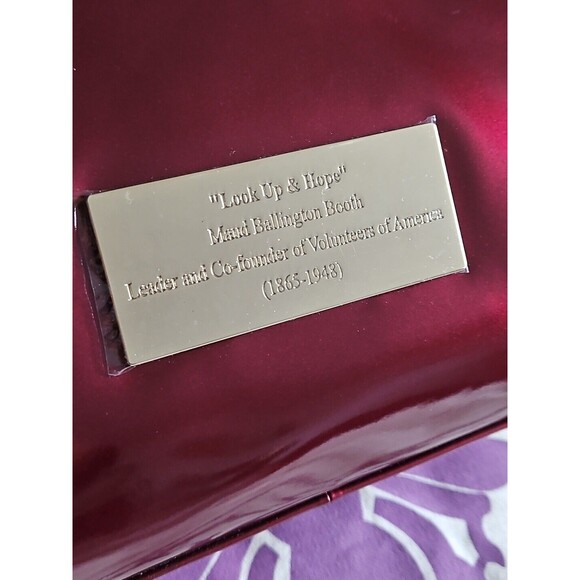 "Look Up & Hope"
Maud Ballington Booth
Leader and Co-founder of Volunteers of America
(1865-1948)